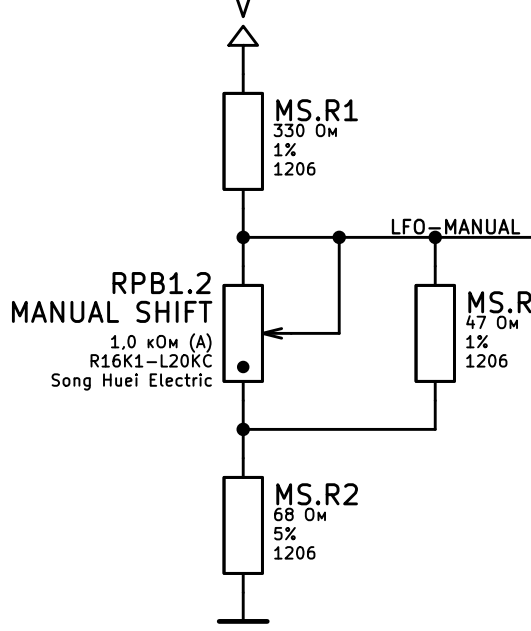 V
MS.R1
330 Ом
1%
1206
LFO-MANUAL
RPB1.2
MANUAL SHIFT
1,0 кОм (A)
R16K1-L20KC
Song Huei Electric
MS.R
47 Ом
1%
1206
MS.R2
68 Ом
5%
1206